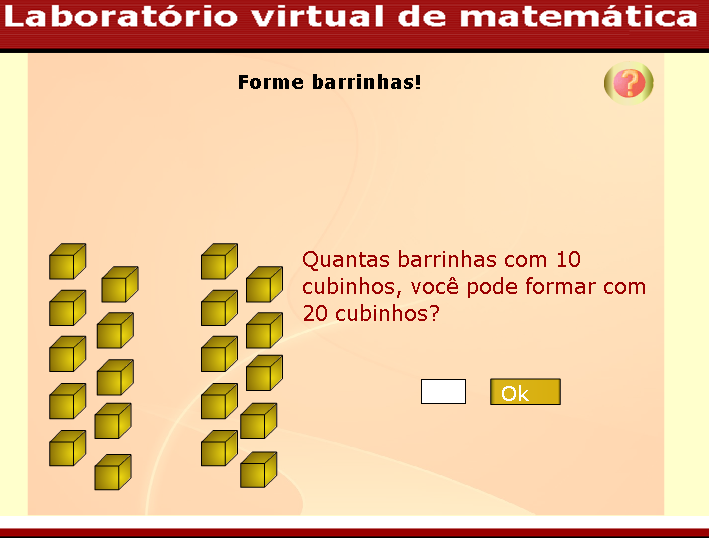 Laboratório virtual de matemática
Forme barrinhas!
?
Quantas barrinhas com 10
cubinhos, você pode formar com
20 cubinhos?
Ok